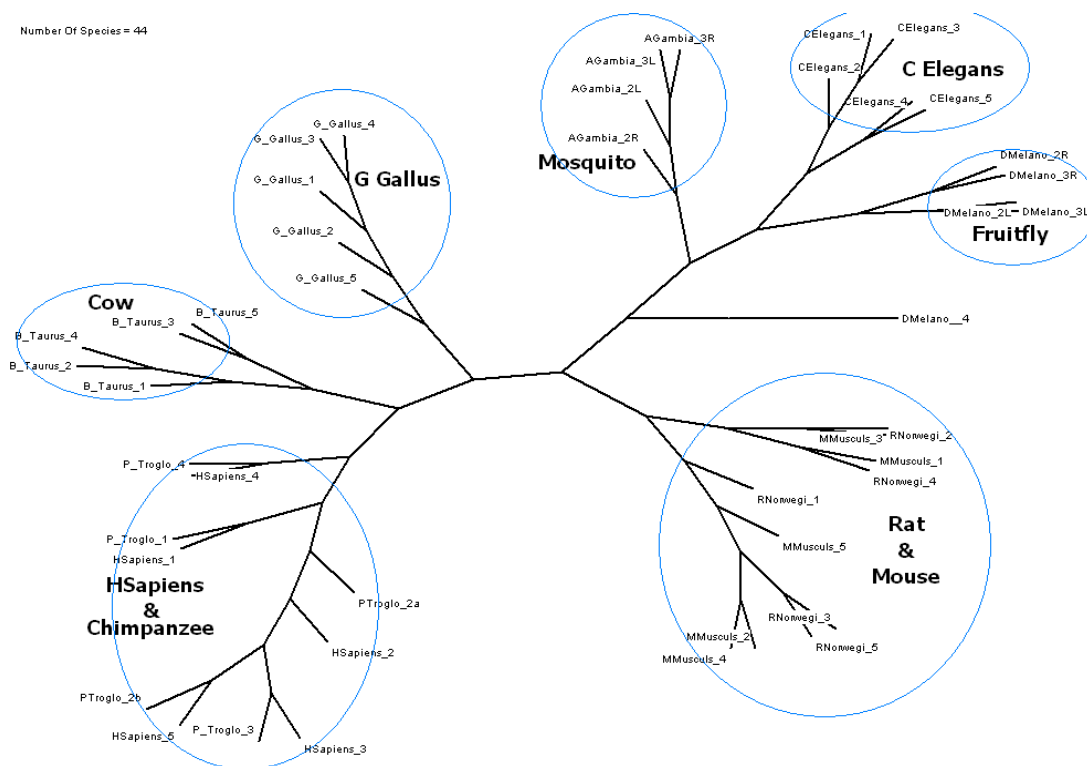 Number Of Species = 44
AGambia_3R
AGambia_3L
AGambia_2L
AGambia_2R
Mosquito
CElegans_1
CElegans_3
CElegans_2
C Elegans
CElegans_4
CElegans_5
DMelano_2R
DMelano_3R
DMelano_2L
DMelano_3L
Fruitfly
G_Gallus_4
G_Gallus_3
G_Gallus_1
G Gallus
G_Gallus_2
G_Gallus_5
Cow
B_Taurus_5
B_Taurus_3
B_Taurus_4
B_Taurus_2
B_Taurus_1
DMelano__4
P_Troglo_4
HSapiens_4
P_Troglo_1
HSapiens_1
HSapiens
&
Chimpanzee
PTroglo_2a
HSapiens_2
PTroglo_2b
HSapiens_5
P_Troglo_3
HSapiens_3
RNorwegi_2
MMusculs_3
MMusculs_1
RNorwegi_4
RNorwegi_1
Rat
&
Mouse
MMusculs_5
RNorwegi_3
MMusculs_2
RNorwegi_5
MMusculs_4